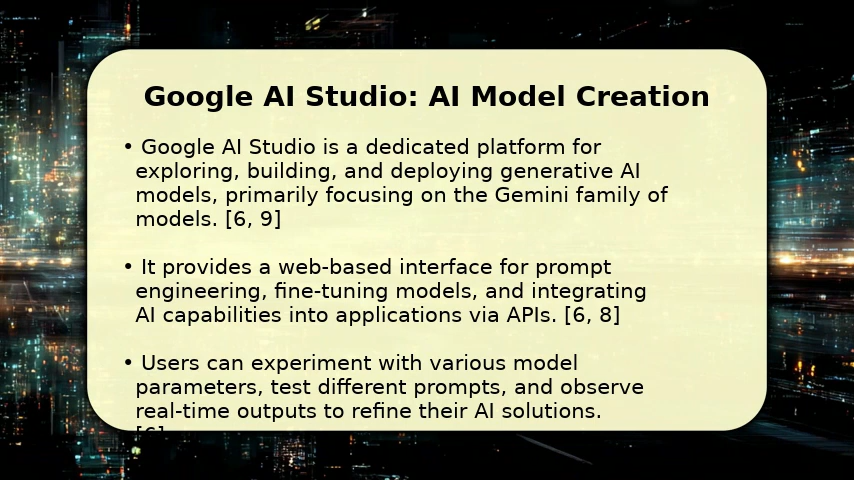 Google AI Studio: AI Model Creation
• Google AI Studio is a dedicated platform for
exploring, building, and deploying generative AI
models, primarily focusing on the Gemini family of
models. [6, 9]
• It provides a web-based interface for prompt
engineering, fine-tuning models, and integrating
AI capabilities into applications via APIs. [6, 8]
• Users can experiment with various model
parameters, test different prompts, and observe
real-time outputs to refine their AI solutions.
[6]